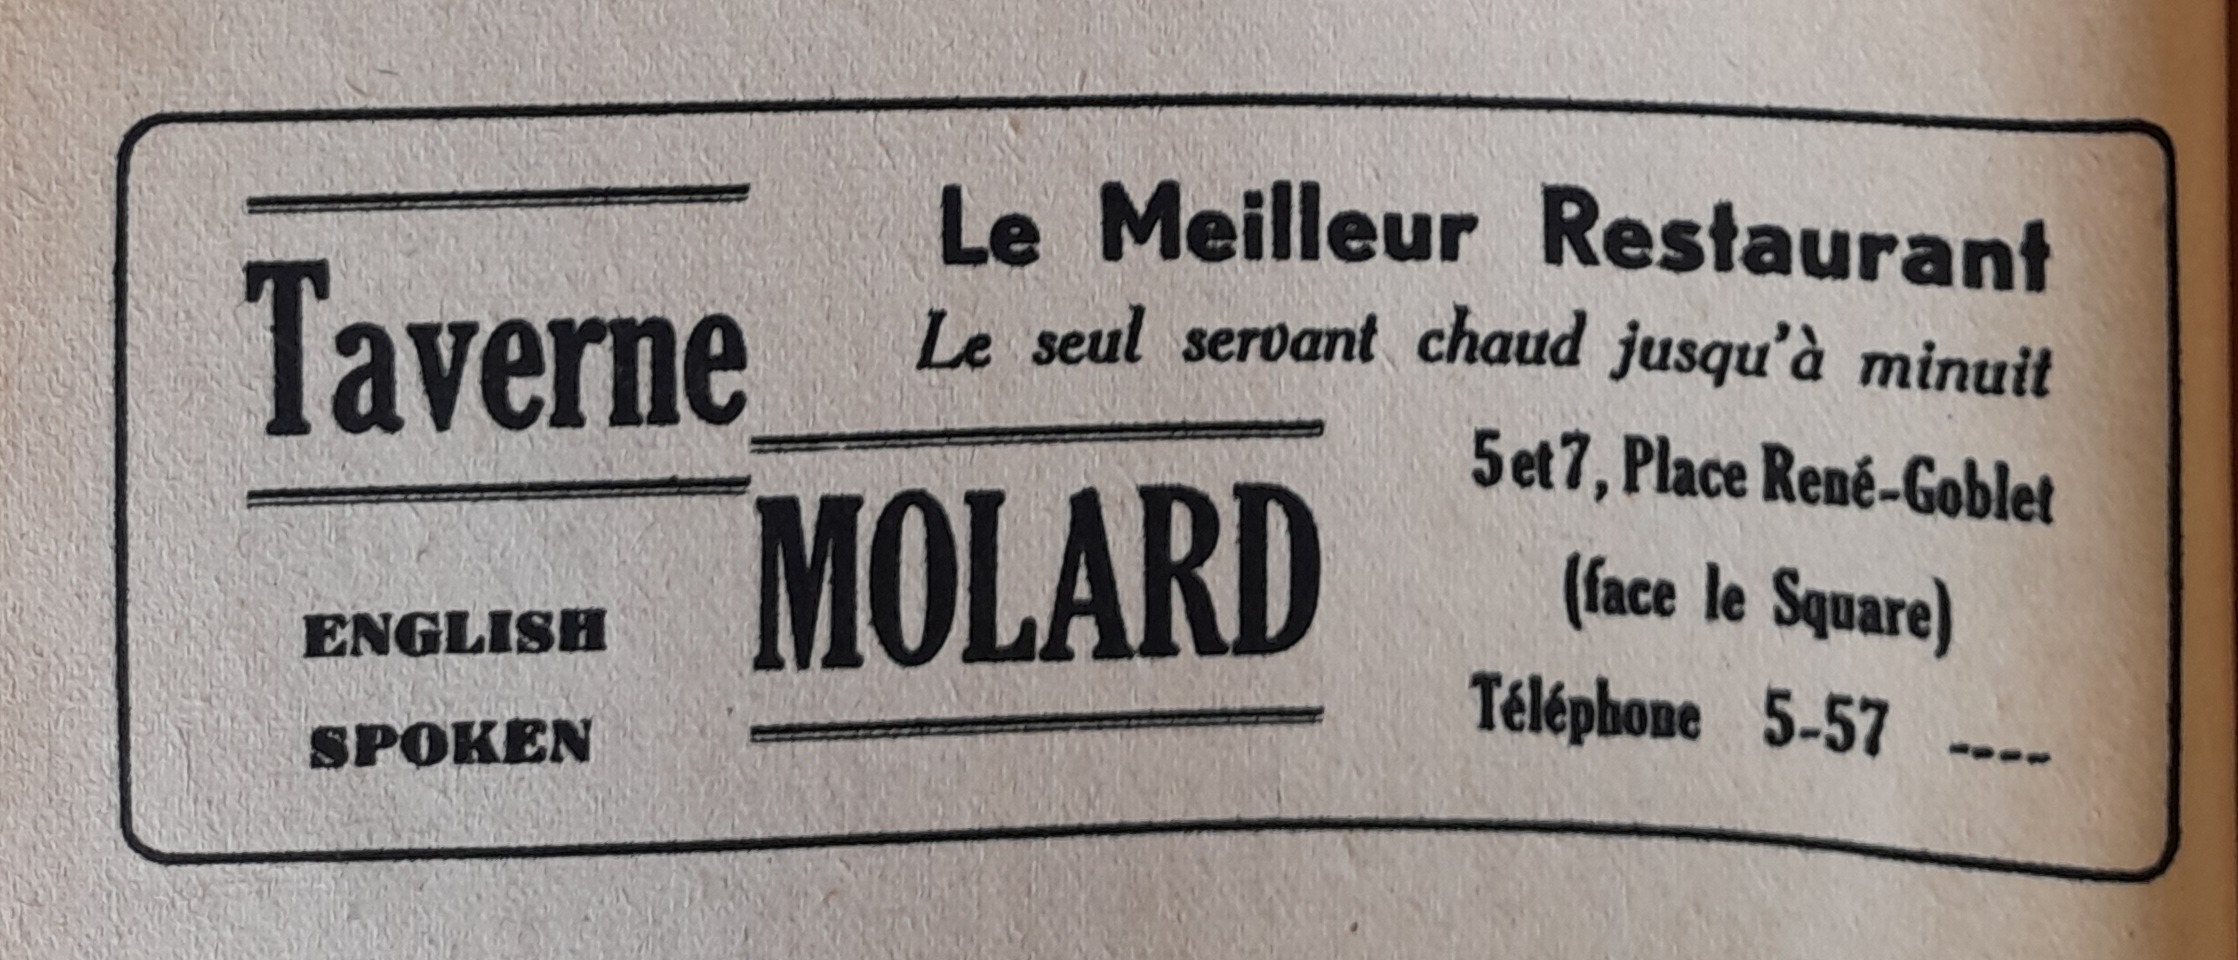 Taverne
MOLARD
ENGLISH
SPOKEN
Le Meilleur Restaurant
Le seul servant chaud jusqu'à minuit
5 et 7, Place René-Goblet
(face le Square)
Téléphone 5-57 ----